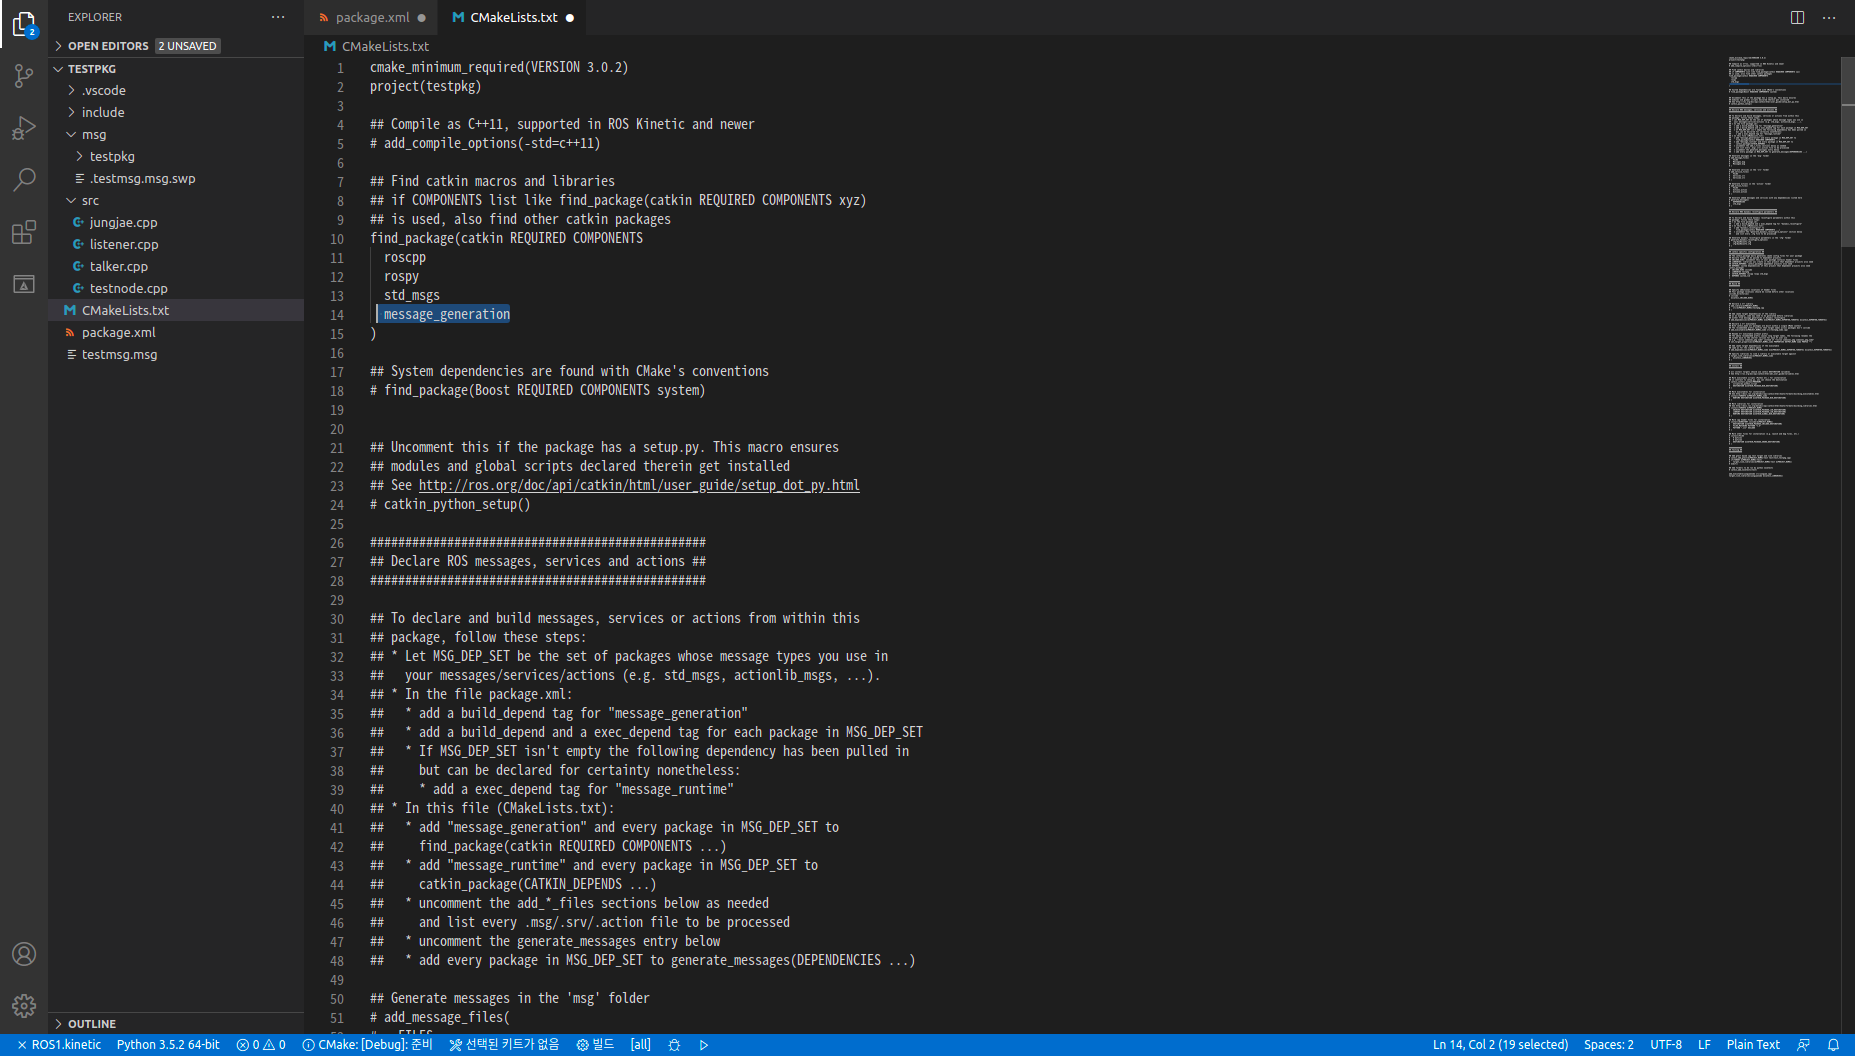 EXPLORER
OPEN EDITORS 2 UNSAVED
TESTPKG
.vscode
include
msg
testpkg
.testmsg.msg.swp
src
jungjae.cpp
listener.cpp
talker.cpp
testnode.cpp
CMakeLists.txt
package.xml
testmsg.msg
OUTLINE
2
package.xml
CMakeLists.txt
CMakeLists.txt
1 cmake_minimum_required(VERSION 3.0.2)
2 project(testpkg)
3
4 ## Compile as C++11, supported in ROS Kinetic and newer
5 # add_compile_options(-std=c++11)
6
7 ## Find catkin macros and libraries
8 ## if COMPONENTS list like find_package(catkin REQUIRED COMPONENTS xyz)
9 ## is used, also find other catkin packages
10 find_package(catkin REQUIRED COMPONENTS
11 roscpp
12 rospy
13 std_msgs
14 message_generation
15 )
16
17 ## System dependencies are found with CMake's conventions
18 # find_package(Boost REQUIRED COMPONENTS system)
19
20
21 ## Uncomment this if the package has a setup.py. This macro ensures
22 ## modules and global scripts declared therein get installed
23 ## See http://ros.org/doc/api/catkin/html/user_guide/setup_dot_py.html
24 # catkin_python_setup()
25
26 ################################################
27 ## Declare ROS messages, services and actions ##
28 ################################################
29
30 ## To declare and build messages, services or actions from within this
31 ## package, follow these steps:
32 ## * Let MSG_DEP_SET be the set of packages whose message types you use in
33 ##   your messages/services/actions (e.g. std_msgs, actionlib_msgs, ...).
34 ## * In the file package.xml:
35 ##   * add a build_depend tag for "message_generation"
36 ##   * add a build_depend and a exec_depend tag for each package in MSG_DEP_SET
37 ##   * If MSG_DEP_SET isn't empty the following dependency has been pulled in
38 ##     but can be declared for certainty nonetheless:
39 ##     * add a exec_depend tag for "message_runtime"
40 ## * In this file (CMakeLists.txt):
41 ##   * add "message_generation" and every package in MSG_DEP_SET to
42 ##     find_package(catkin REQUIRED COMPONENTS ...)
43 ##   * add "message_runtime" and every package in MSG_DEP_SET to
44 ##     catkin_package(CATKIN_DEPENDS ...)
45 ##   * uncomment the add_*_files sections below as needed
46 ##     and list every .msg/.srv/.action file to be processed
47 ##   * uncomment the generate_messages entry below
48 ##   * add every package in MSG_DEP_SET to generate_messages(DEPENDENCIES ...)
49
50 ## Generate messages in the 'msg' folder
51 # add_message_files(
ROS1.kinetic Python 3.5.2 64-bit 0 0 CMake: [Debug]: 준비 선택된 키트가 없음 빌드 [all] Ln 14, Col 2 (19 selected) Spaces: 2 UTF-8 LF Plain Text